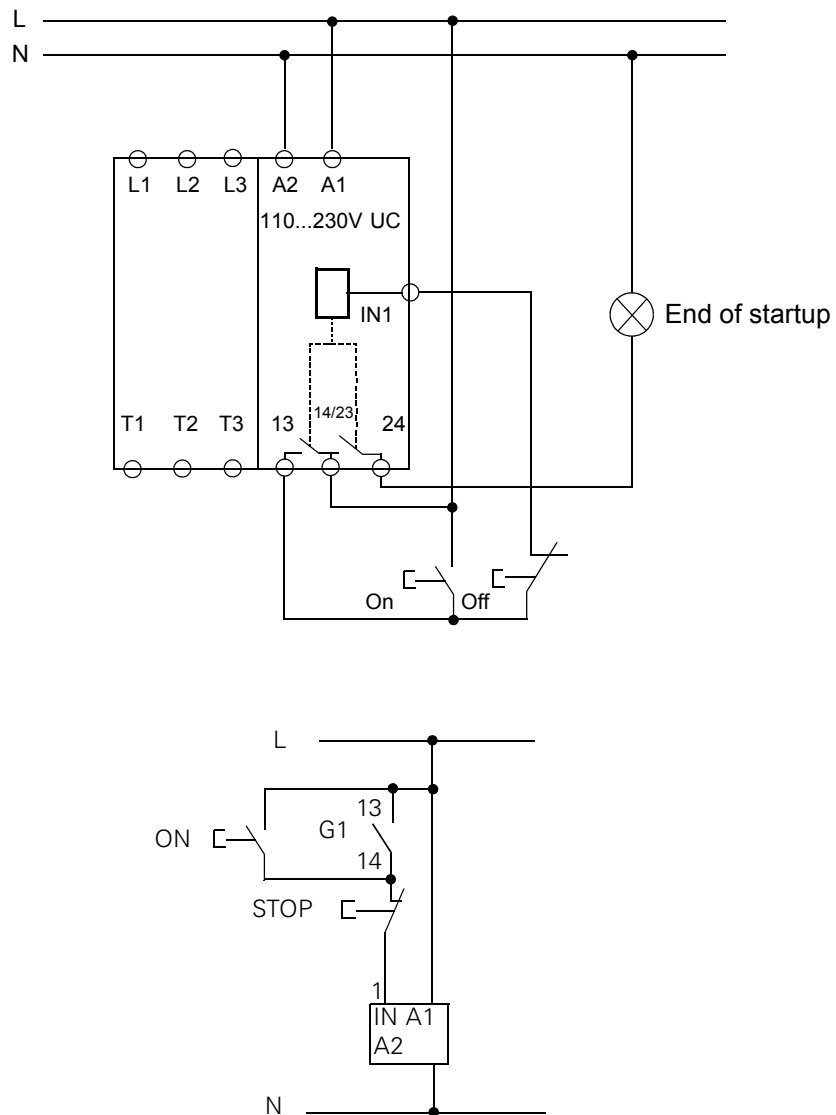 L
N
L1 L2 L3 A2 A1
110...230V UC
IN1
End of startup
T1 T2 T3 13 14/23 24
On Off
L
13
ON G1
14
STOP
1
IN A1
A2
N